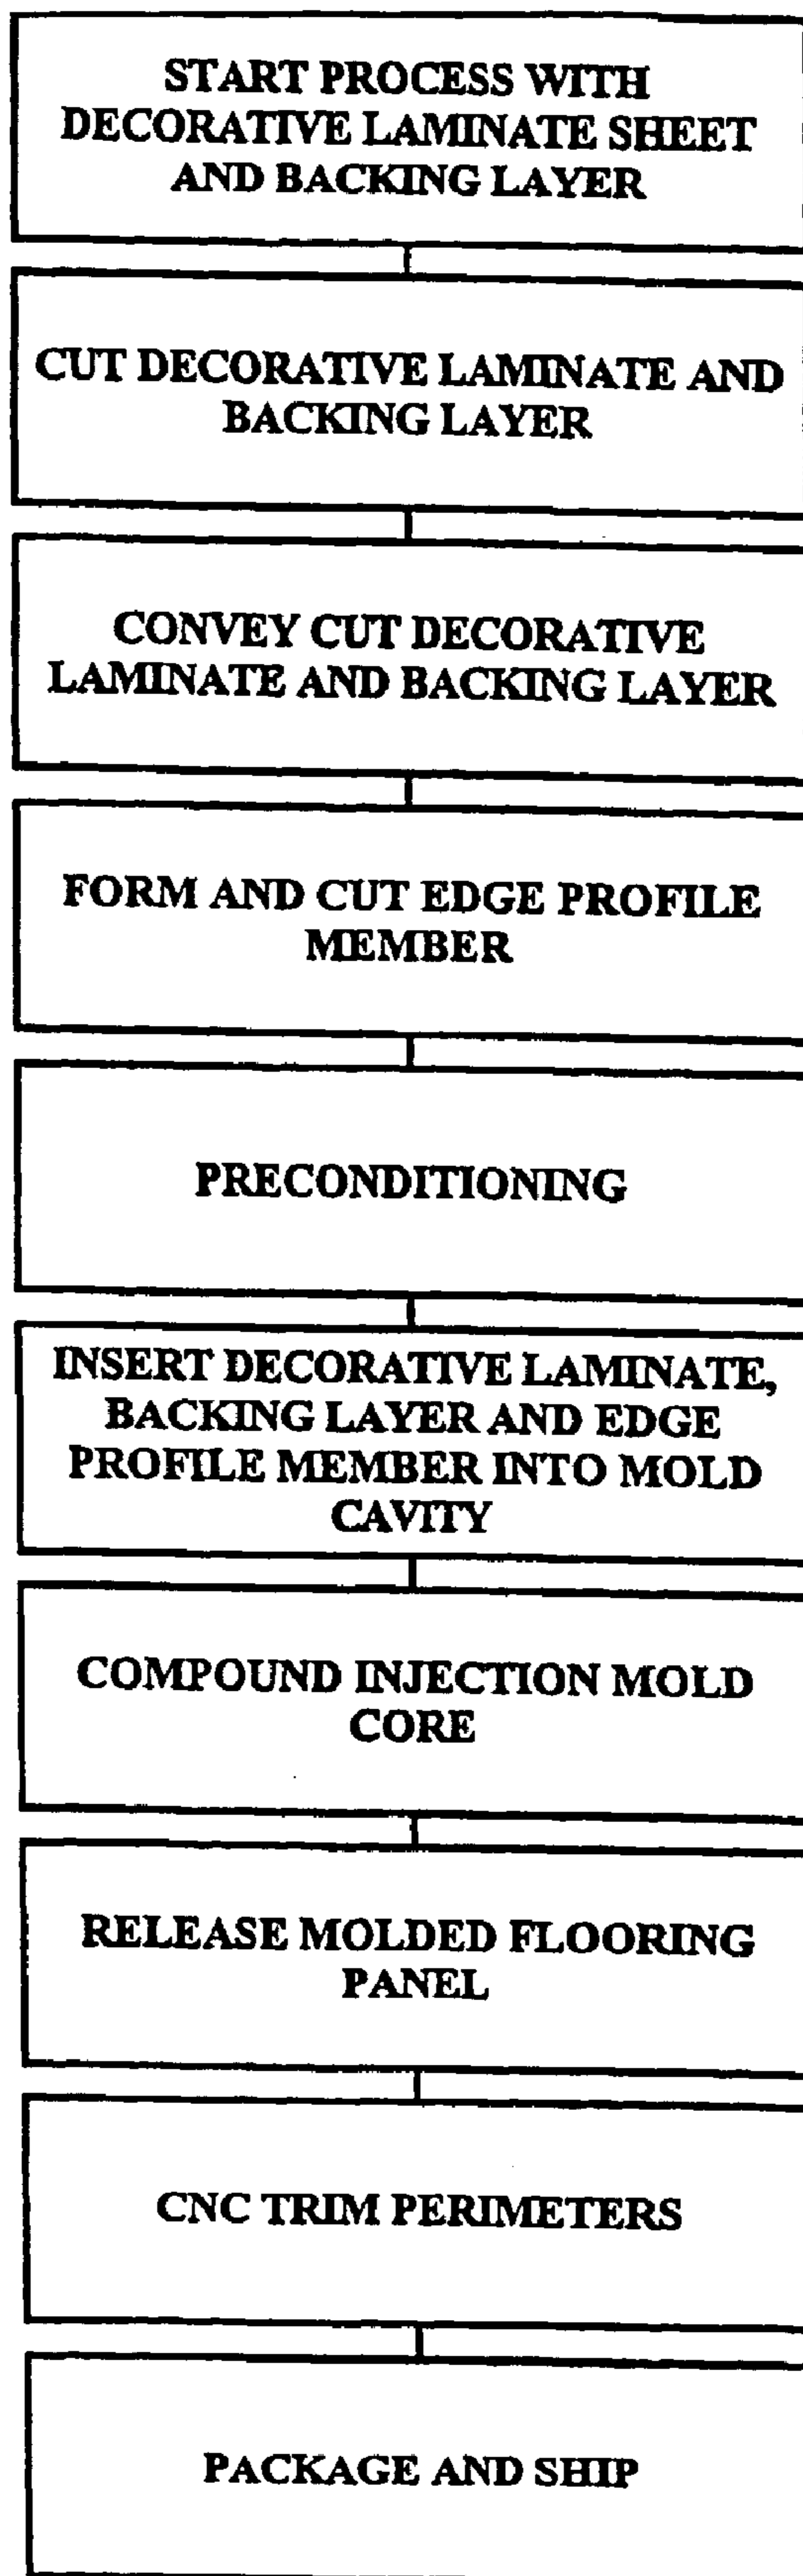 START PROCESS WITH
DECORATIVE LAMINATE SHEET
AND BACKING LAYER
CUT DECORATIVE LAMINATE AND
BACKING LAYER
CONVEY CUT DECORATIVE
LAMINATE AND BACKING LAYER
FORM AND CUT EDGE PROFILE
MEMBER
PRECONDITIONING
INSERT DECORATIVE LAMINATE,
BACKING LAYER AND EDGE
PROFILE MEMBER INTO MOLD
CAVITY
COMPOUND INJECTION MOLD
CORE
RELEASE MOLDED FLOORING
PANEL
CNC TRIM PERIMETERS
PACKAGE AND SHIP